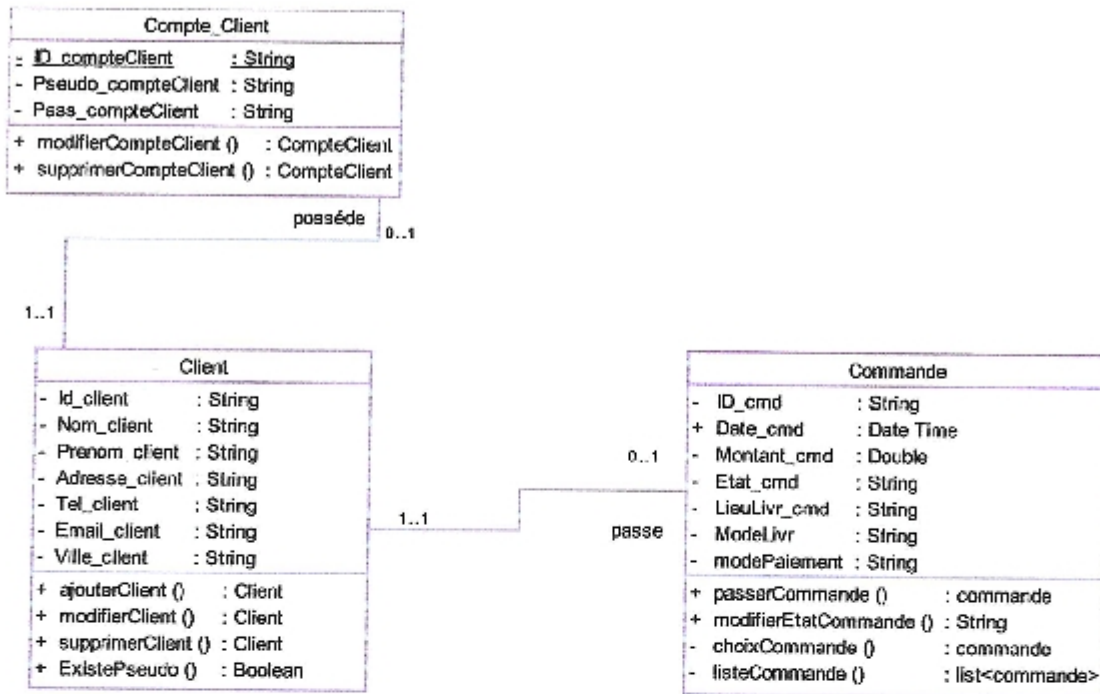 Compte_Client
- ID_compteClient : String
- Pseudo_compteClient : String
- Pass_compteClient : String
+ modifierCompteClient () : CompteClient
+ supprimerCompteClient () : CompteClient
posséde
0..1
1..1
Client
- Id_client : String
- Nom_client : String
- Prenom_client : String
- Adresse_client : String
- Tel_client : String
- Email_client : String
- Ville_client : String
+ ajouterClient () : Client
+ modifierClient () : Client
+ supprimerClient () : Client
+ ExistePseudo () : Boolean
1..1
0..1
passe
Commande
- ID_cmd : String
+ Date_cmd : Date Time
- Montant_cmd : Double
- Etat_cmd : String
- LieuLivr_cmd : String
- ModeLivr : String
- modePaiement : String
+ passerCommande () : commande
+ modifierEtatCommande () : String
- choixCommande () : commande
- listeCommande () : list<commande>